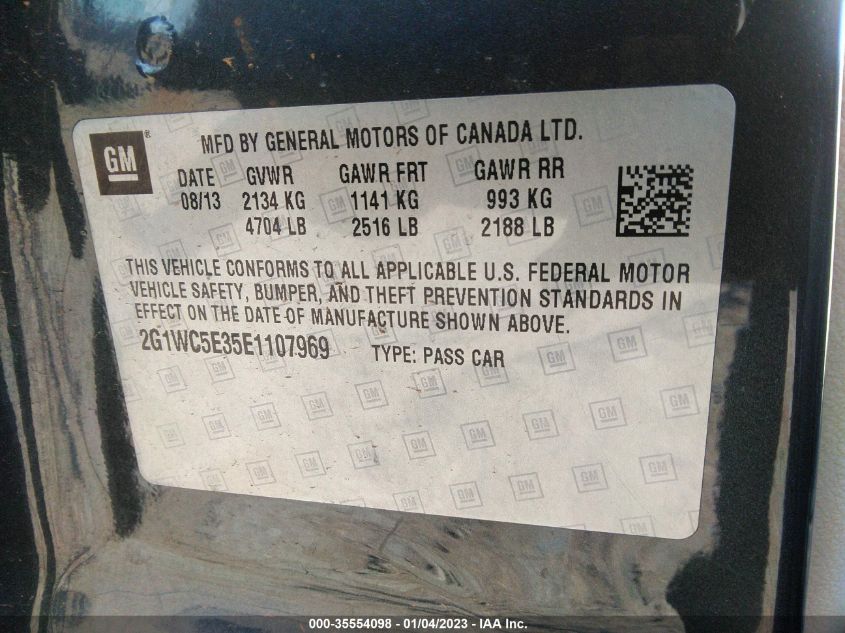 GM ®
MFD BY GENERAL MOTORS OF CANADA LTD.
DATE GVWR GAWR FRT GAWR RR
08/13 2134 KG 1141 KG 993 KG
4704 LB 2516 LB 2188 LB
THIS VEHICLE CONFORMS TO ALL APPLICABLE U.S. FEDERAL MOTOR
VEHICLE SAFETY, BUMPER, AND THEFT PREVENTION STANDARDS IN
EFFECT ON THE DATE OF MANUFACTURE SHOWN ABOVE.
2G1WC5E35E1107969 TYPE: PASS CAR
000-35554098 - 01/04/2023 - IAA Inc.